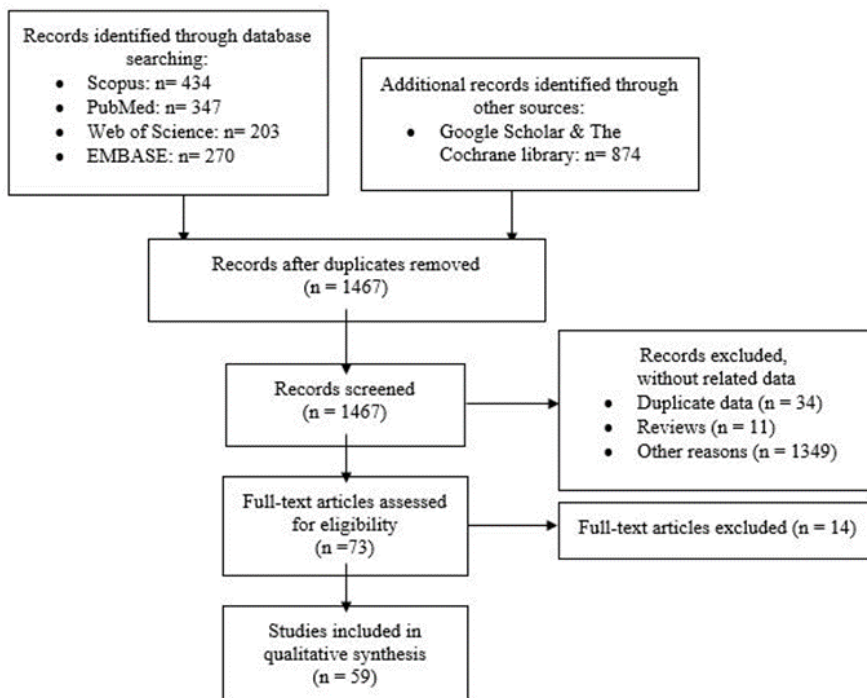 Records identified through database
searching:
• Scopus: n= 434
• PubMed: n= 347
• Web of Science: n= 203
• EMBASE: n= 270
Additional records identified through
other sources:
• Google Scholar & The
Cochrane library: n= 874
Records after duplicates removed
(n = 1467)
Records screened
(n = 1467)
Records excluded,
without related data
• Duplicate data (n = 34)
• Reviews (n = 11)
• Other reasons (n = 1349)
Full-text articles assessed
for eligibility
(n =73)
Full-text articles excluded (n = 14)
Studies included in
qualitative synthesis
(n = 59)